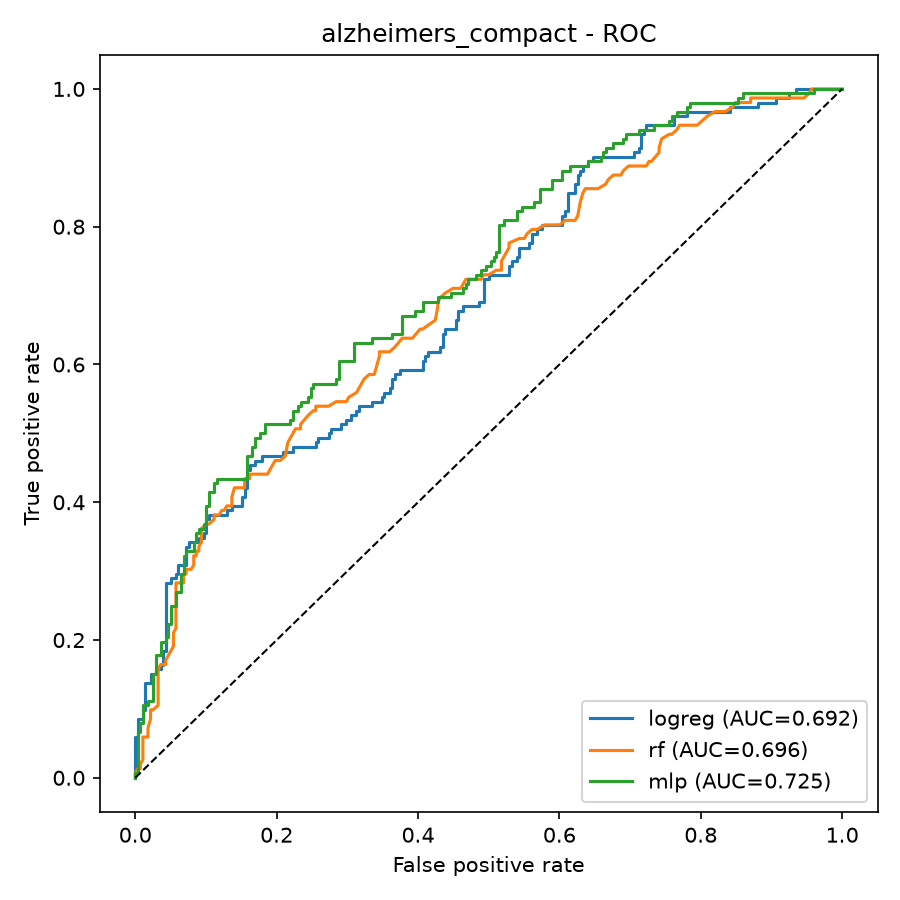 alzheimers_compact - ROC
True positive rate
1.0
0.8
0.6
0.4
0.2
0.0
logreg (AUC=0.692)
rf (AUC=0.696)
mlp (AUC=0.725)
0.0 0.2 0.4 0.6 0.8 1.0
False positive rate